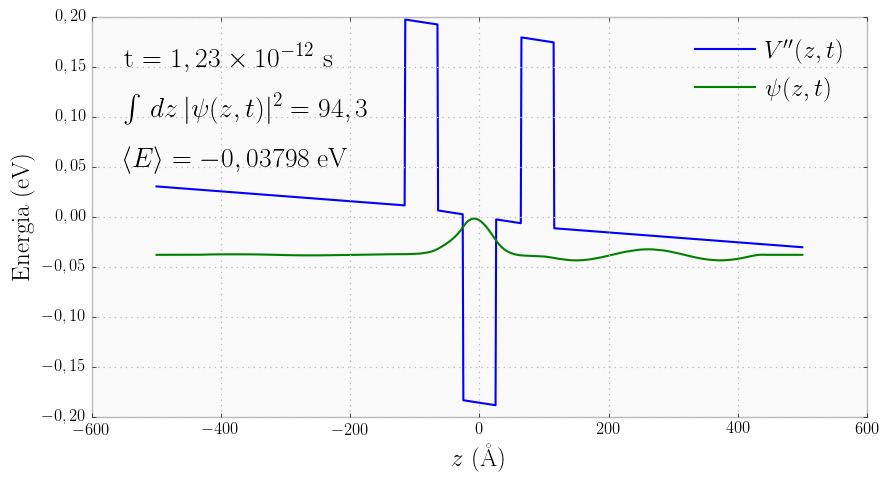 t = 1,23 × 10⁻¹² s
∫ dz |ψ(z,t)|² = 94,3
⟨E⟩ = −0,03798 eV
V″(z,t)
ψ(z,t)
Energia (eV)
0,20
0,15
0,10
0,05
0,00
−0,05
−0,10
−0,15
−0,20
−600 −400 −200 0 200 400 600
z (Å)